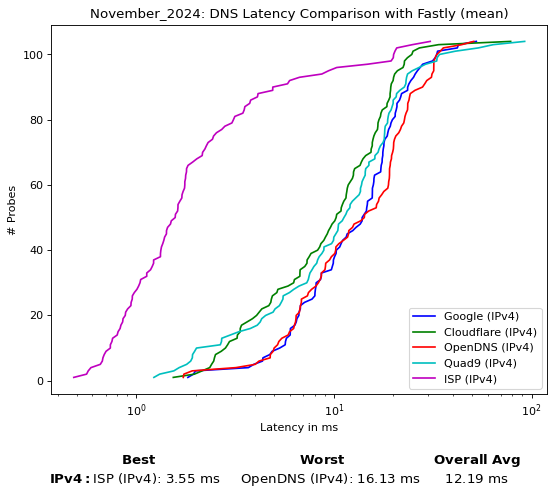 November_2024: DNS Latency Comparison with Fastly (mean)
# Probes
100
80
60
40
20
0
Google (IPv4)
Cloudflare (IPv4)
OpenDNS (IPv4)
Quad9 (IPv4)
ISP (IPv4)
10⁰ 10¹ 10²
Latency in ms
Best Worst Overall Avg
IPv4: ISP (IPv4): 3.55 ms OpenDNS (IPv4): 16.13 ms 12.19 ms